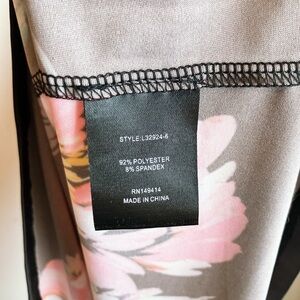 STYLE:L32924-6
92% POLYESTER
8% SPANDEX
RN149414
MADE IN CHINA